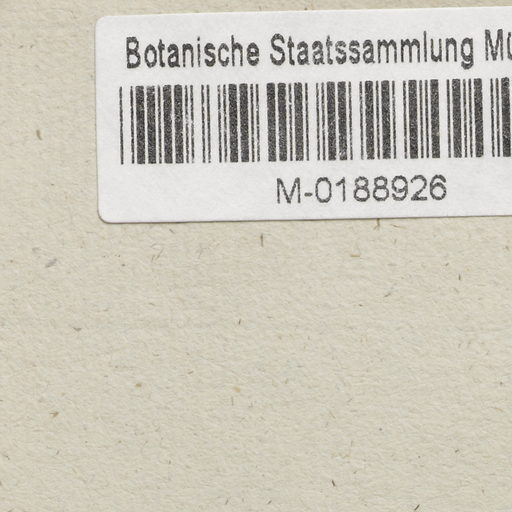 Botanische Staatssammlung Mü
M-0188926